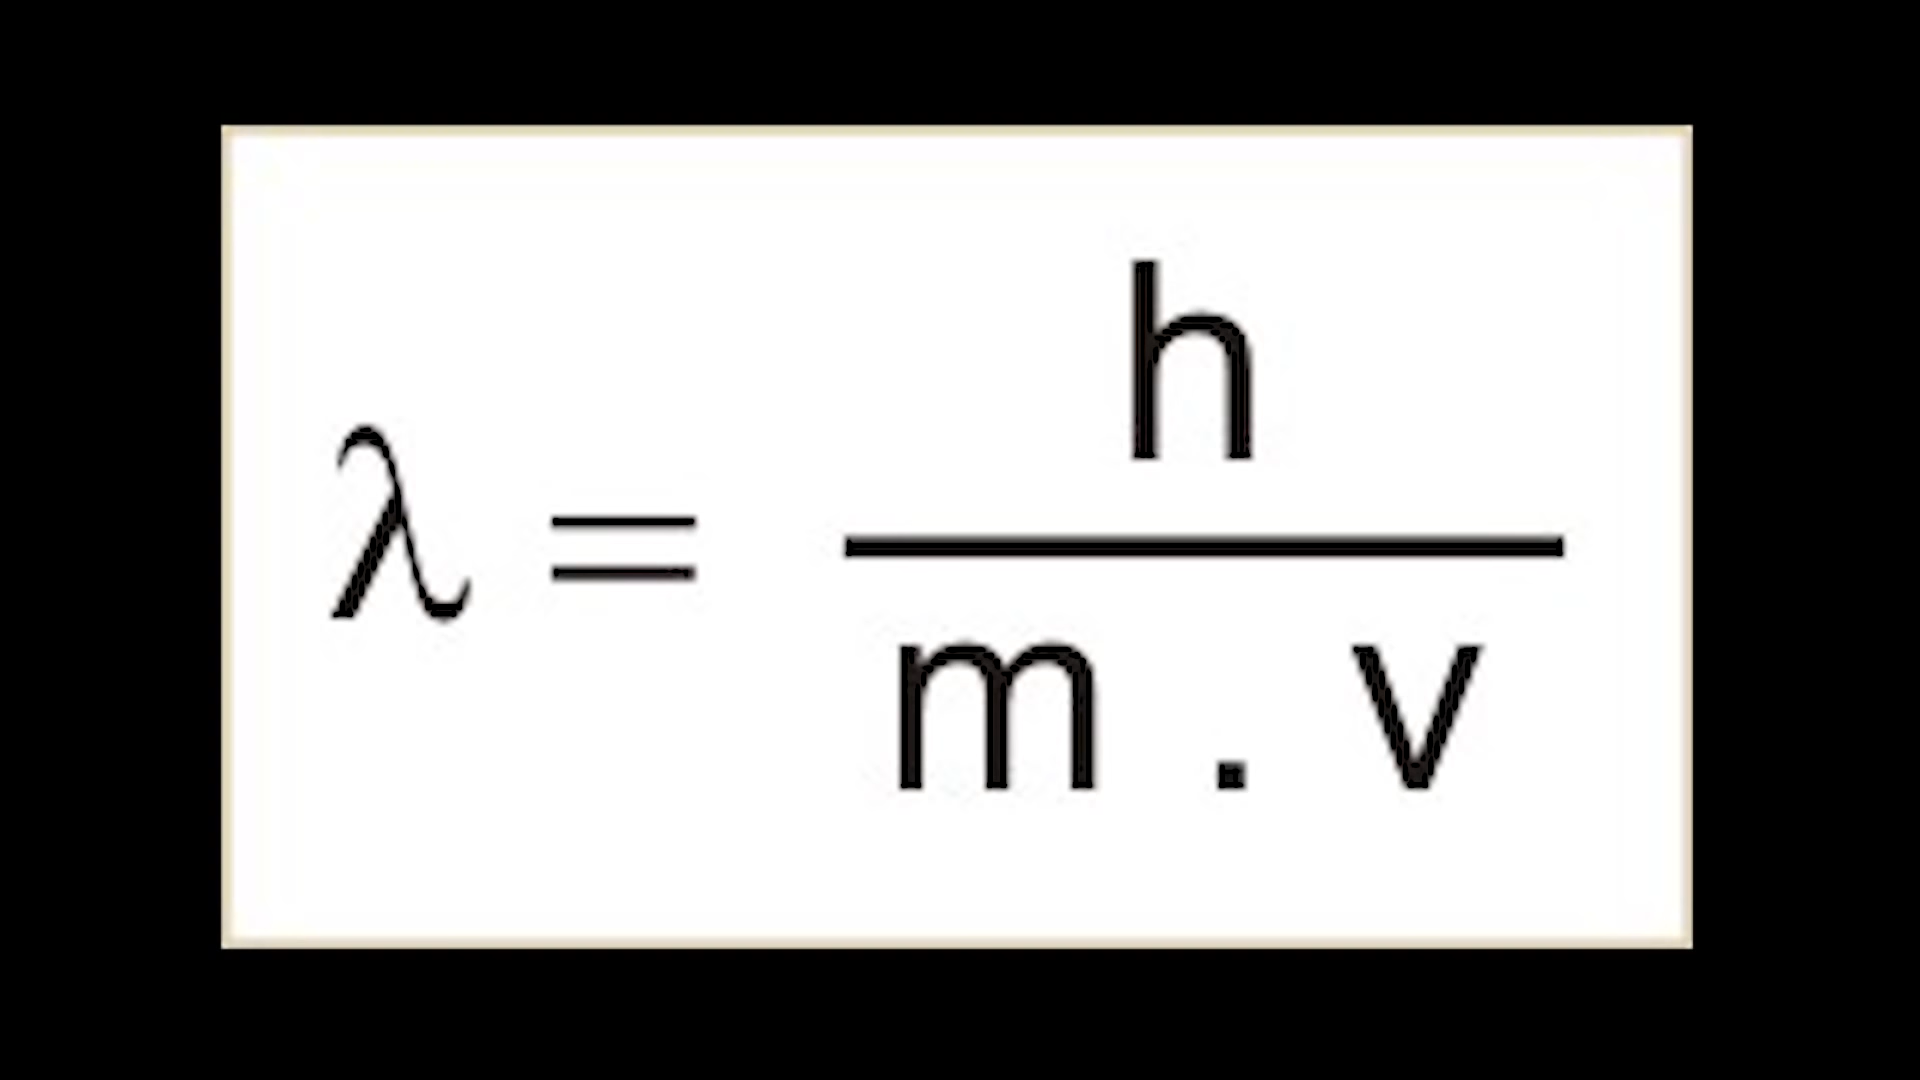 λ = h
m . v